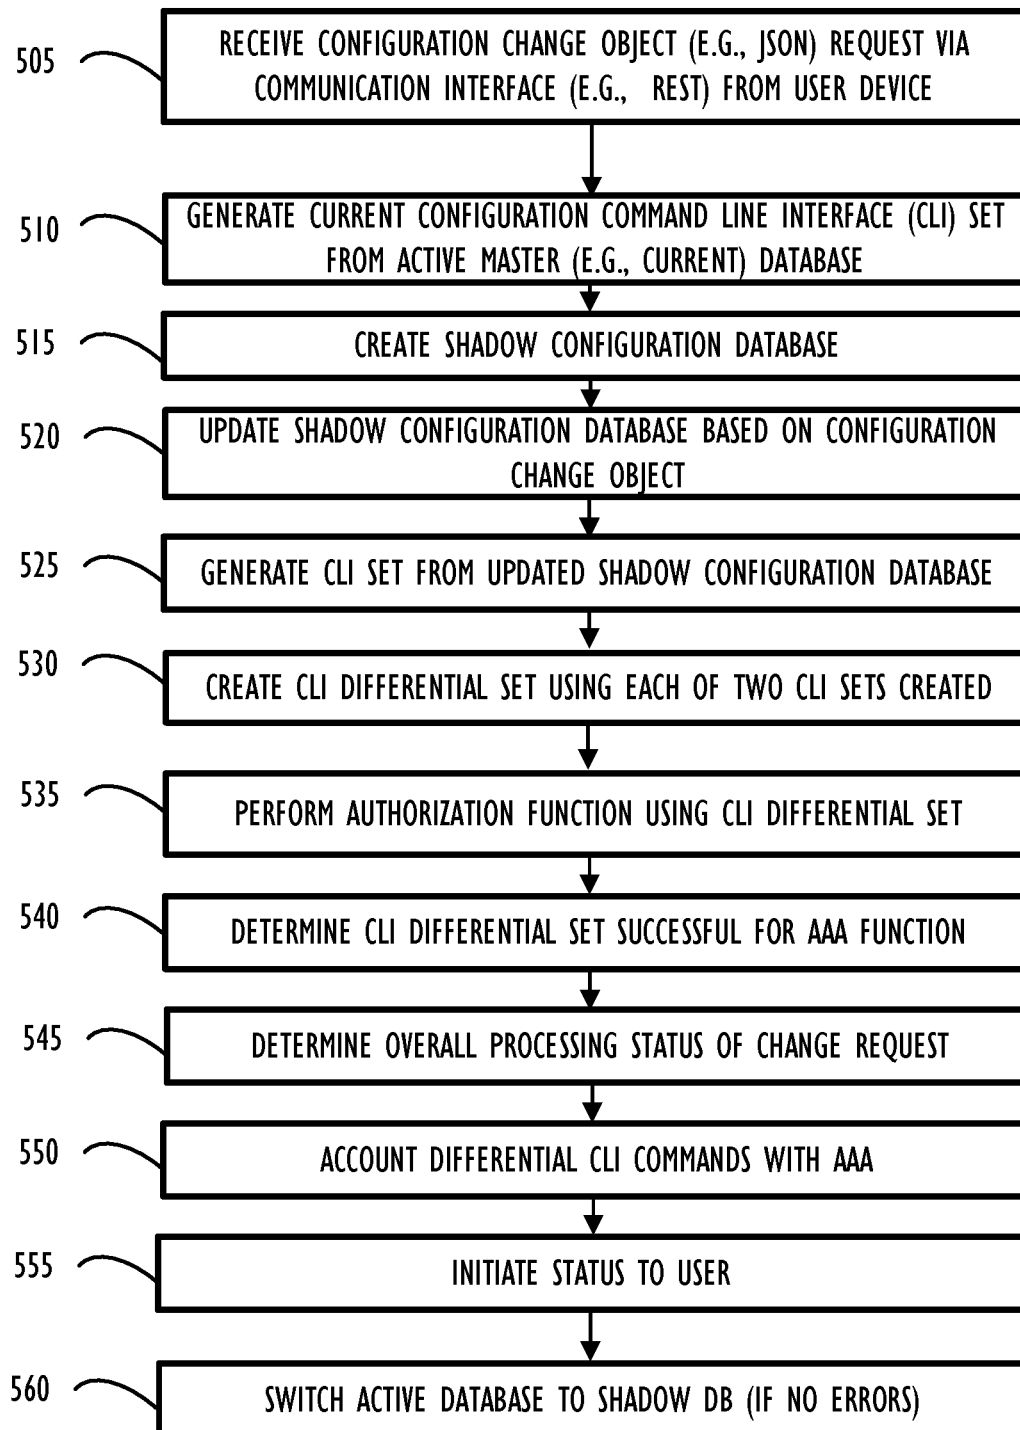 505
RECEIVE CONFIGURATION CHANGE OBJECT (E.G., JSON) REQUEST VIA
COMMUNICATION INTERFACE (E.G., REST) FROM USER DEVICE
510
GENERATE CURRENT CONFIGURATION COMMAND LINE INTERFACE (CLI) SET
FROM ACTIVE MASTER (E.G., CURRENT) DATABASE
515
CREATE SHADOW CONFIGURATION DATABASE
520
UPDATE SHADOW CONFIGURATION DATABASE BASED ON CONFIGURATION
CHANGE OBJECT
525
GENERATE CLI SET FROM UPDATED SHADOW CONFIGURATION DATABASE
530
CREATE CLI DIFFERENTIAL SET USING EACH OF TWO CLI SETS CREATED
535
PERFORM AUTHORIZATION FUNCTION USING CLI DIFFERENTIAL SET
540
DETERMINE CLI DIFFERENTIAL SET SUCCESSFUL FOR AAA FUNCTION
545
DETERMINE OVERALL PROCESSING STATUS OF CHANGE REQUEST
550
ACCOUNT DIFFERENTIAL CLI COMMANDS WITH AAA
555
INITIATE STATUS TO USER
560
SWITCH ACTIVE DATABASE TO SHADOW DB (IF NO ERRORS)